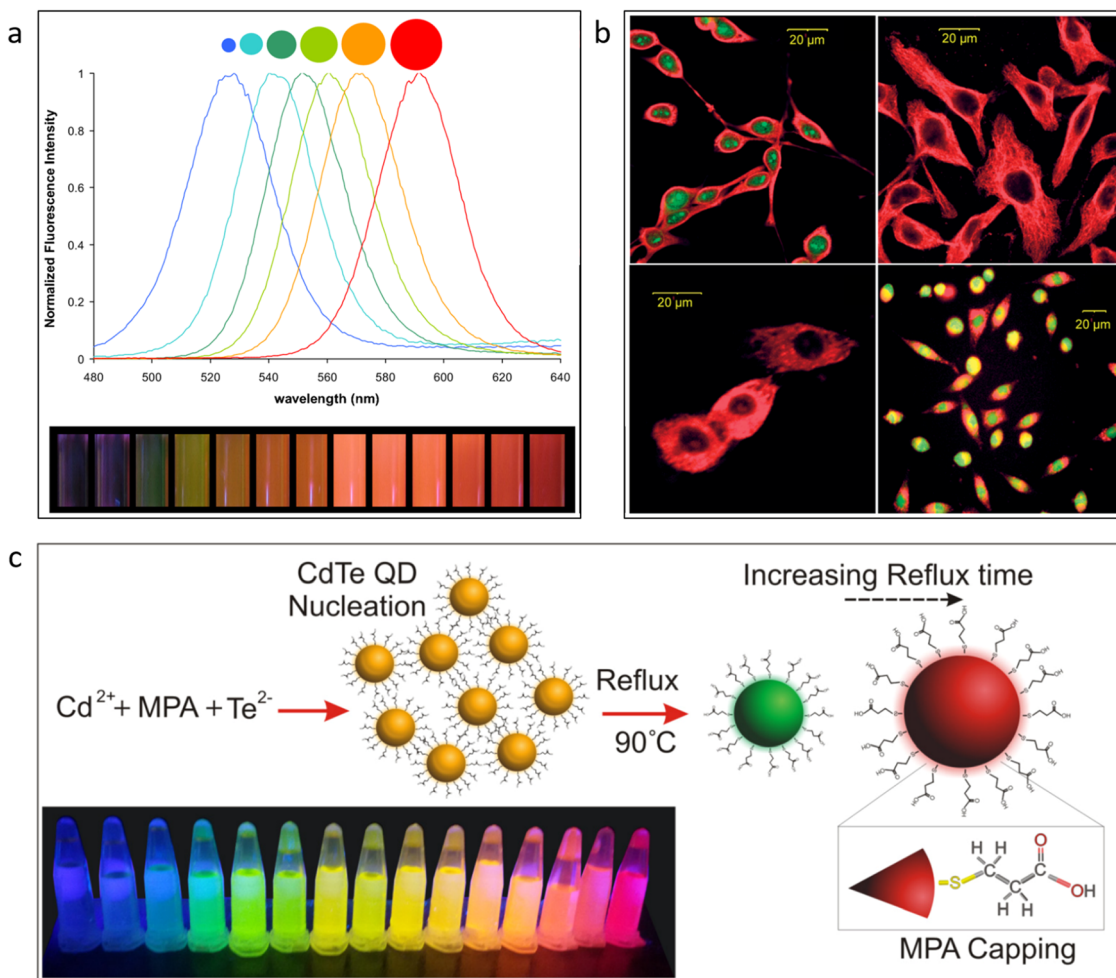 a
Normalized Fluorescence Intensity
1
0.8
0.6
0.4
0.2
0
480 500 520 540 560 580 600 620 640
wavelength (nm)
b
20 µm
20 µm
20 µm
20 µm
c
CdTe QD
Nucleation
Increasing Reflux time
Cd2++ MPA + Te2-
Reflux
90°C
H H O
S
OH
H H
MPA Capping